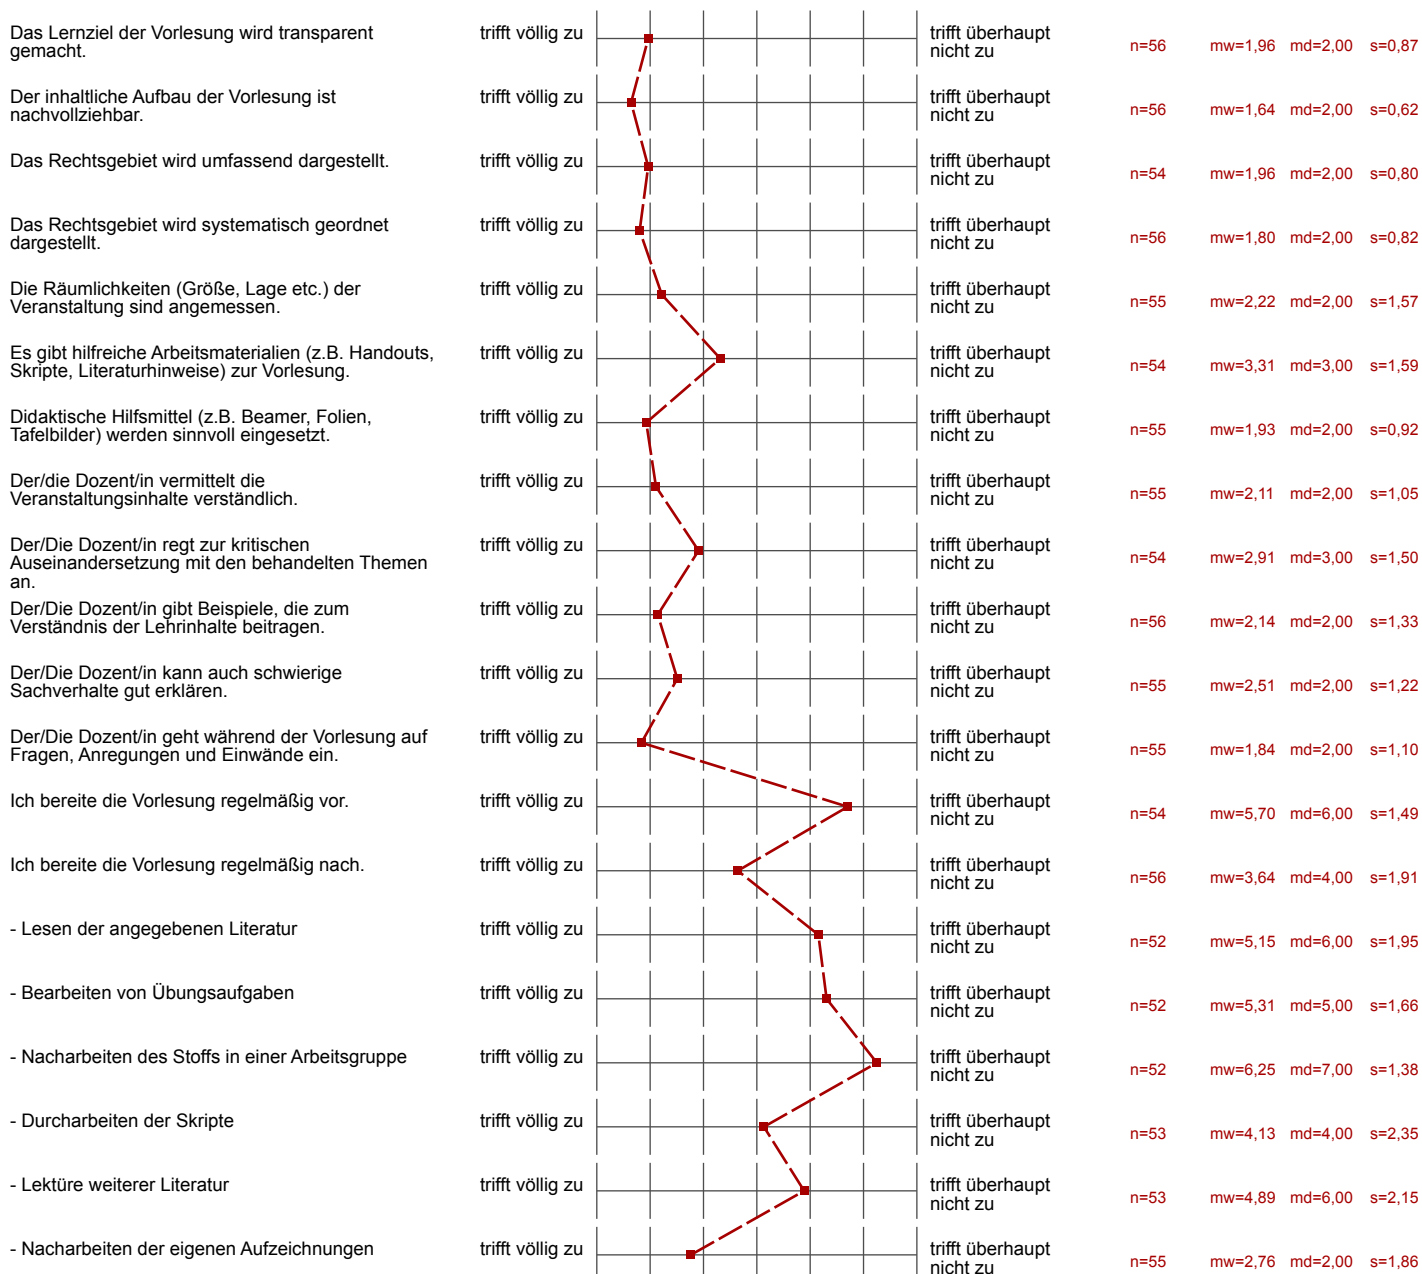 Das Lernziel der Vorlesung wird transparent
gemacht.
trifft völlig zu
trifft überhaupt
nicht zu
n=56 mw=1,96 md=2,00 s=0,87
Der inhaltliche Aufbau der Vorlesung ist
nachvollziehbar.
trifft völlig zu
trifft überhaupt
nicht zu
n=56 mw=1,64 md=2,00 s=0,62
Das Rechtsgebiet wird umfassend dargestellt.
trifft völlig zu
trifft überhaupt
nicht zu
n=54 mw=1,96 md=2,00 s=0,80
Das Rechtsgebiet wird systematisch geordnet
dargestellt.
trifft völlig zu
trifft überhaupt
nicht zu
n=56 mw=1,80 md=2,00 s=0,82
Die Räumlichkeiten (Größe, Lage etc.) der
Veranstaltung sind angemessen.
trifft völlig zu
trifft überhaupt
nicht zu
n=55 mw=2,22 md=2,00 s=1,57
Es gibt hilfreiche Arbeitsmaterialien (z.B. Handouts,
Skripte, Literaturhinweise) zur Vorlesung.
trifft völlig zu
trifft überhaupt
nicht zu
n=54 mw=3,31 md=3,00 s=1,59
Didaktische Hilfsmittel (z.B. Beamer, Folien,
Tafelbilder) werden sinnvoll eingesetzt.
trifft völlig zu
trifft überhaupt
nicht zu
n=55 mw=1,93 md=2,00 s=0,92
Der/die Dozent/in vermittelt die
Veranstaltungsinhalte verständlich.
trifft völlig zu
trifft überhaupt
nicht zu
n=55 mw=2,11 md=2,00 s=1,05
Der/Die Dozent/in regt zur kritischen
Auseinandersetzung mit den behandelten Themen
an.
trifft völlig zu
trifft überhaupt
nicht zu
n=54 mw=2,91 md=3,00 s=1,50
Der/Die Dozent/in gibt Beispiele, die zum
Verständnis der Lehrinhalte beitragen.
trifft völlig zu
trifft überhaupt
nicht zu
n=56 mw=2,14 md=2,00 s=1,33
Der/Die Dozent/in kann auch schwierige
Sachverhalte gut erklären.
trifft völlig zu
trifft überhaupt
nicht zu
n=55 mw=2,51 md=2,00 s=1,22
Der/Die Dozent/in geht während der Vorlesung auf
Fragen, Anregungen und Einwände ein.
trifft völlig zu
trifft überhaupt
nicht zu
n=55 mw=1,84 md=2,00 s=1,10
Ich bereite die Vorlesung regelmäßig vor.
trifft völlig zu
trifft überhaupt
nicht zu
n=54 mw=5,70 md=6,00 s=1,49
Ich bereite die Vorlesung regelmäßig nach.
trifft völlig zu
trifft überhaupt
nicht zu
n=56 mw=3,64 md=4,00 s=1,91
- Lesen der angegebenen Literatur
trifft völlig zu
trifft überhaupt
nicht zu
n=52 mw=5,15 md=6,00 s=1,95
- Bearbeiten von Übungsaufgaben
trifft völlig zu
trifft überhaupt
nicht zu
n=52 mw=5,31 md=5,00 s=1,66
- Nacharbeiten des Stoffs in einer Arbeitsgruppe
trifft völlig zu
trifft überhaupt
nicht zu
n=52 mw=6,25 md=7,00 s=1,38
- Durcharbeiten der Skripte
trifft völlig zu
trifft überhaupt
nicht zu
n=53 mw=4,13 md=4,00 s=2,35
- Lektüre weiterer Literatur
trifft völlig zu
trifft überhaupt
nicht zu
n=53 mw=4,89 md=6,00 s=2,15
- Nacharbeiten der eigenen Aufzeichnungen
trifft völlig zu
trifft überhaupt
nicht zu
n=55 mw=2,76 md=2,00 s=1,86